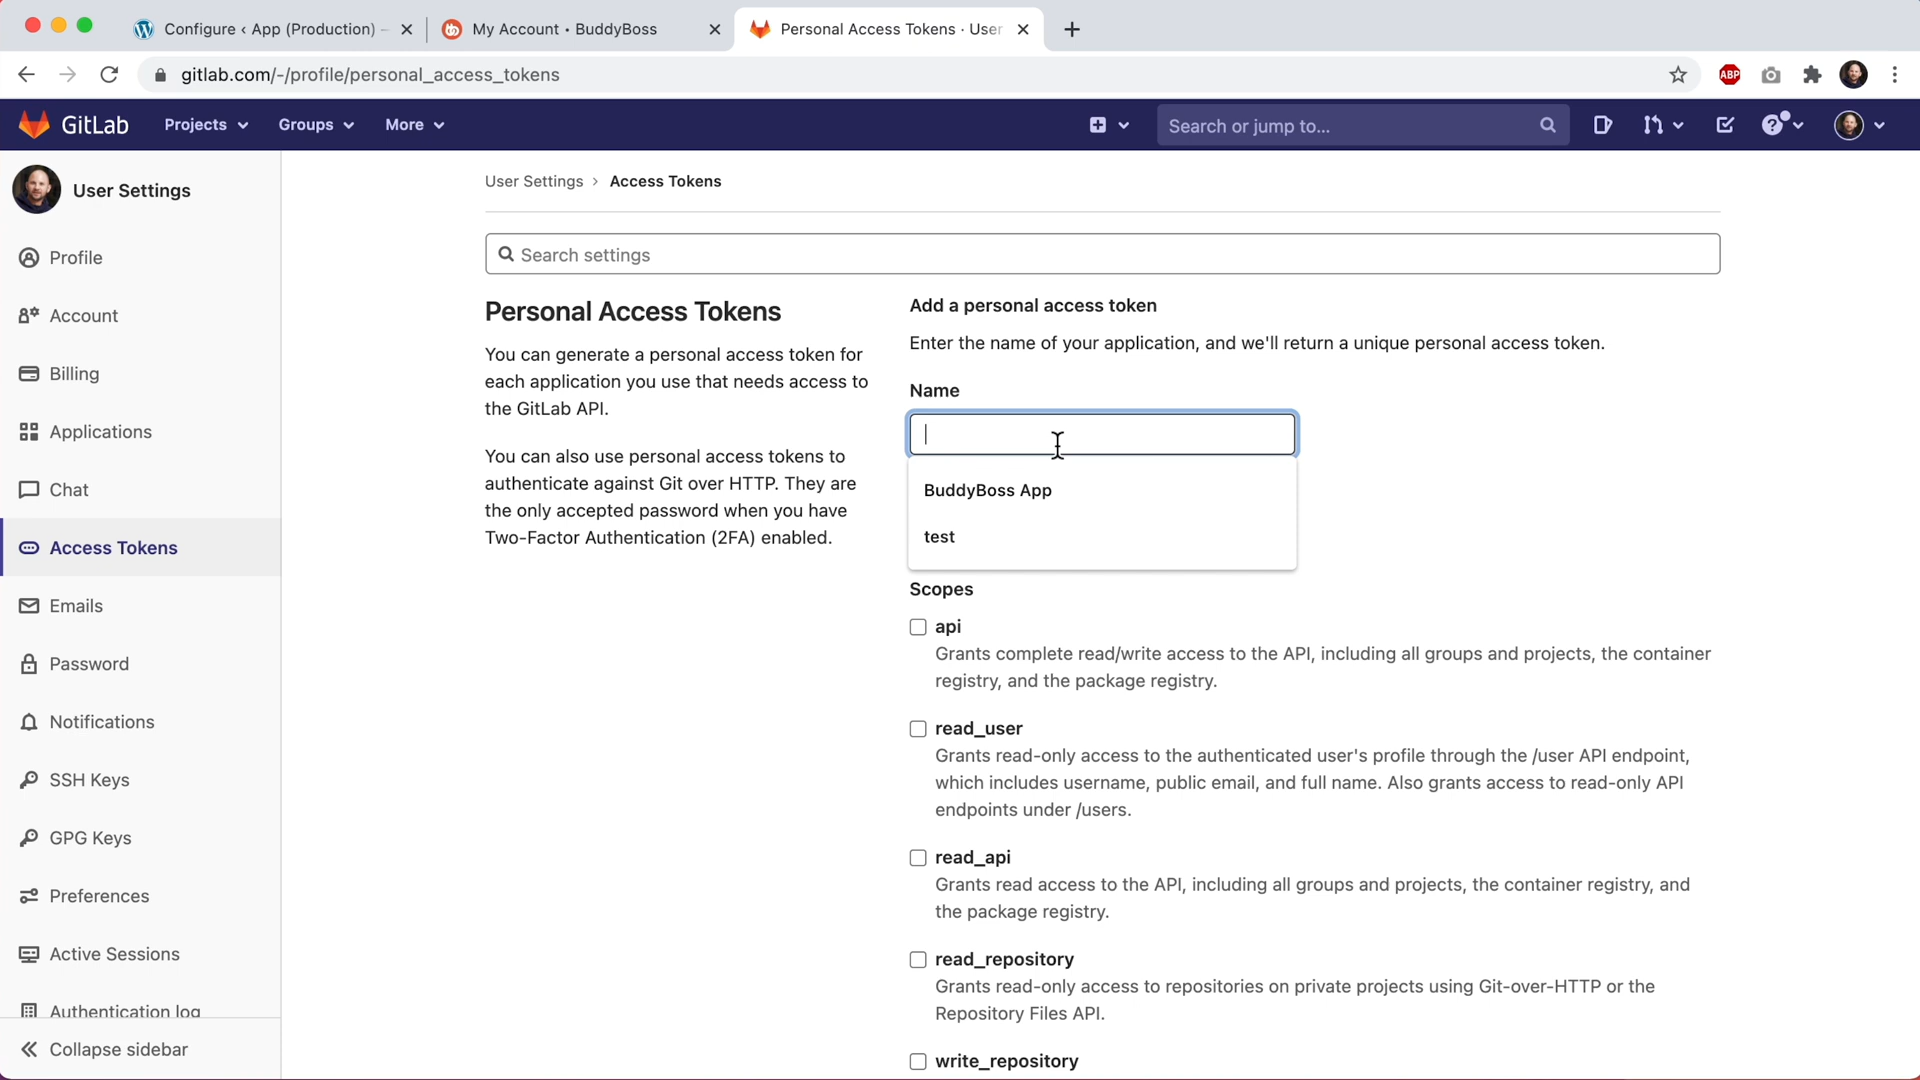 Configure ‹ App (Production) –
My Account • BuddyBoss
Personal Access Tokens · User
gitlab.com/-/profile/personal_access_tokens
ABP
GitLab
Projects
Groups
More
Search or jump to...
User Settings
Profile
Account
Billing
Applications
Chat
Access Tokens
Emails
Password
Notifications
SSH Keys
GPG Keys
Preferences
Active Sessions
Authentication log
Collapse sidebar
User Settings › Access Tokens
Search settings
Personal Access Tokens
You can generate a personal access token for
each application you use that needs access to
the GitLab API.
You can also use personal access tokens to
authenticate against Git over HTTP. They are
the only accepted password when you have
Two-Factor Authentication (2FA) enabled.
Add a personal access token
Enter the name of your application, and we'll return a unique personal access token.
Name
BuddyBoss App
test
Scopes
api
Grants complete read/write access to the API, including all groups and projects, the container
registry, and the package registry.
read_user
Grants read-only access to the authenticated user's profile through the /user API endpoint,
which includes username, public email, and full name. Also grants access to read-only API
endpoints under /users.
read_api
Grants read access to the API, including all groups and projects, the container registry, and
the package registry.
read_repository
Grants read-only access to repositories on private projects using Git-over-HTTP or the
Repository Files API.
write_repository